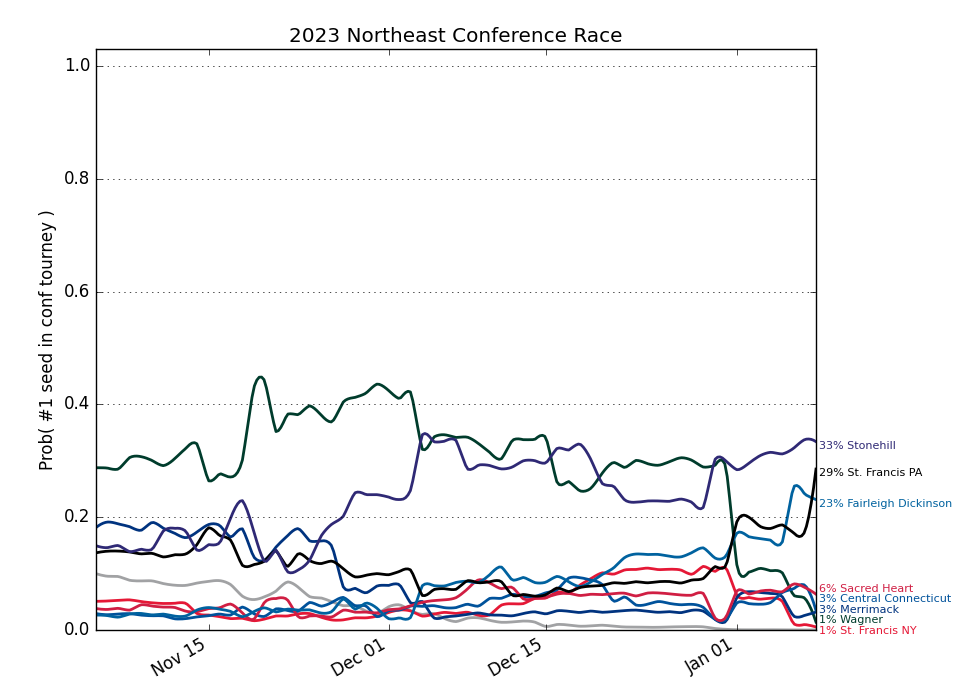 2023 Northeast Conference Race
Prob( #1 seed in conf tourney )
1.0
0.8
0.6
0.4
0.2
0.0
Nov 15
Dec 01
Dec 15
Jan 01
33% Stonehill
29% St. Francis PA
23% Fairleigh Dickinson
6% Sacred Heart
3% Central Connecticut
3% Merrimack
1% Wagner
1% St. Francis NY